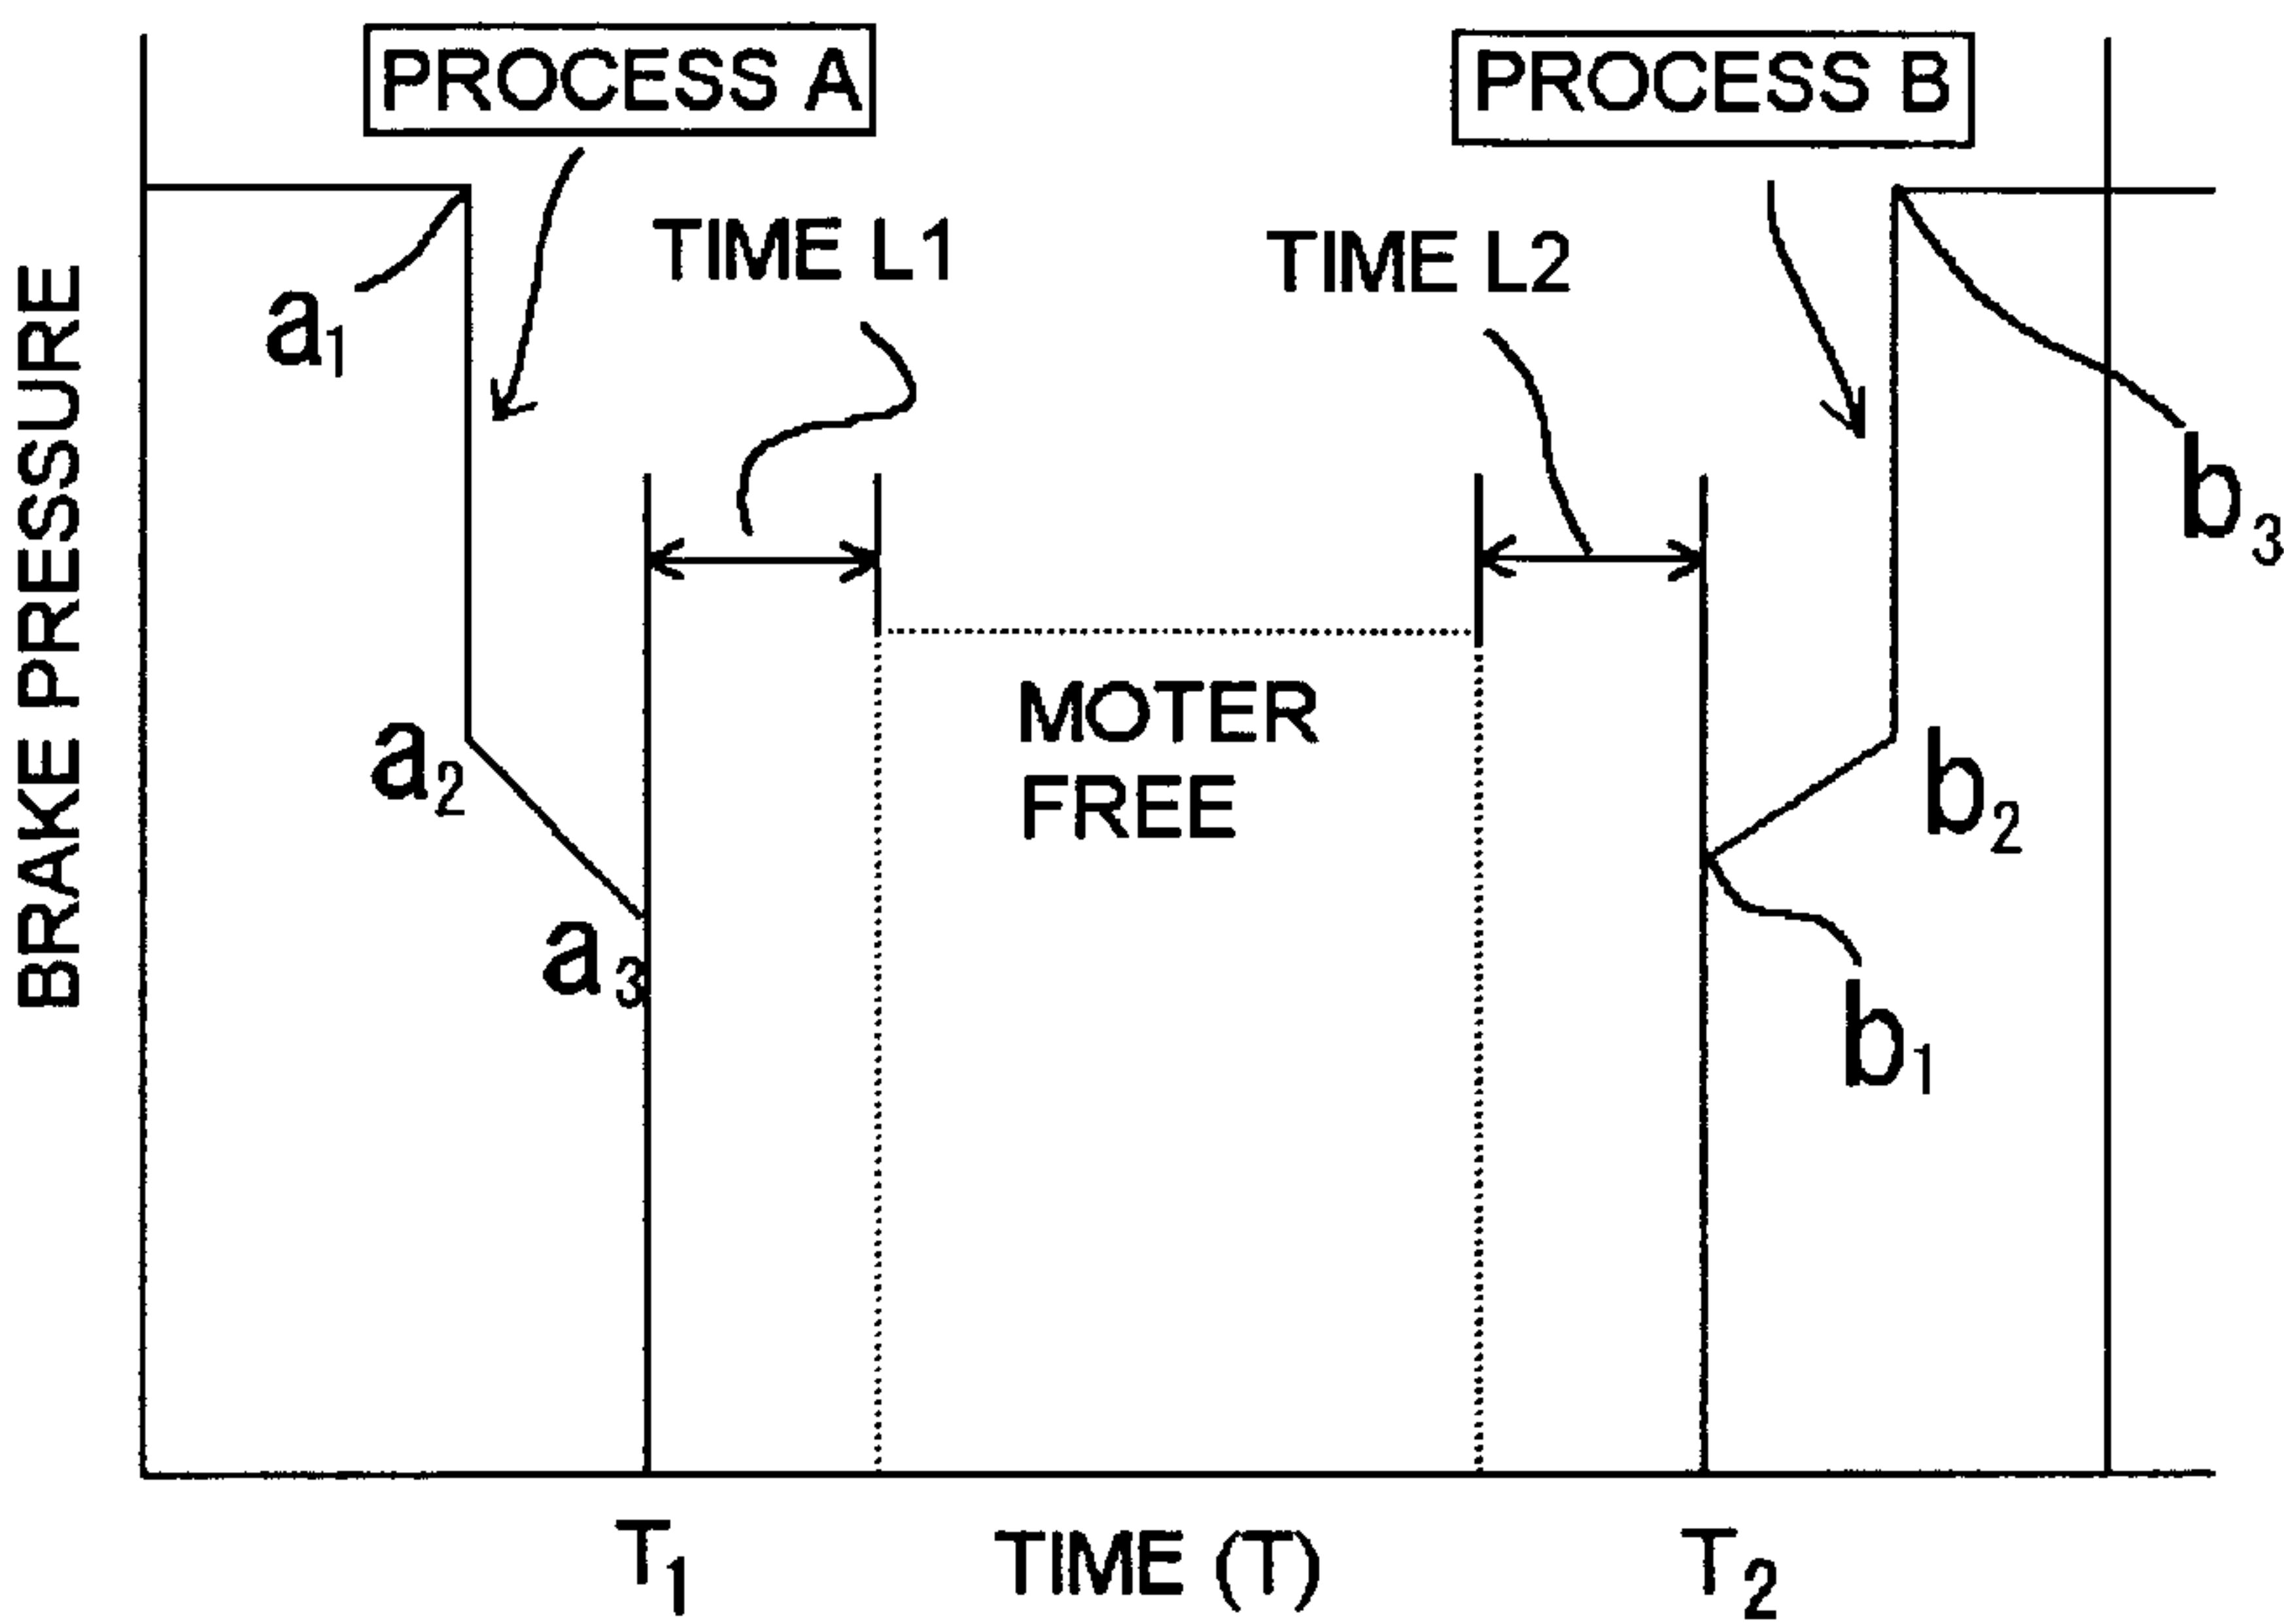 PROCESS A
PROCESS B
TIME L1
TIME L2
a1
b3
BRAKE PRESSURE
MOTER
FREE
a2
b2
a3
b1
T1
TIME (T)
T2